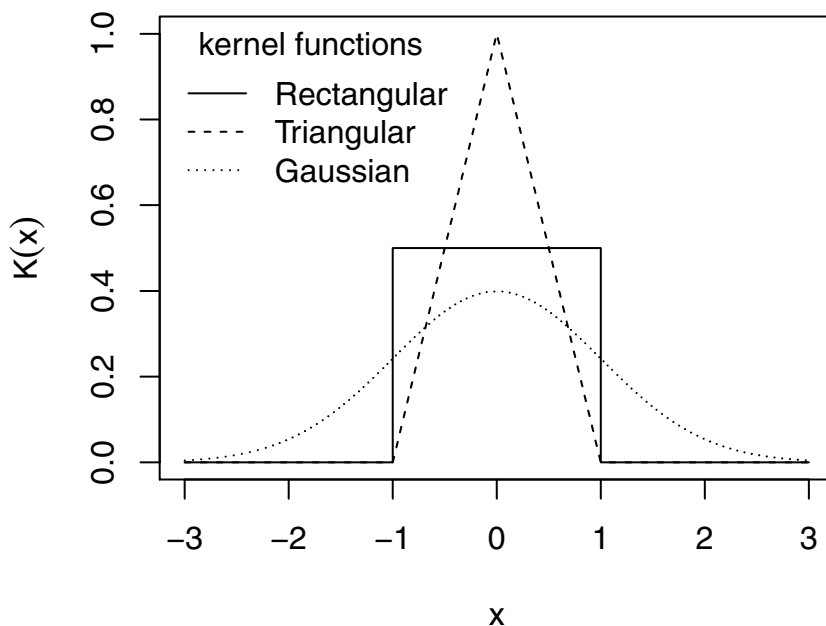 kernel functions
Rectangular
Triangular
Gaussian
K(x)
1.0
0.8
0.6
0.4
0.2
0.0
−3 −2 −1 0 1 2 3
x